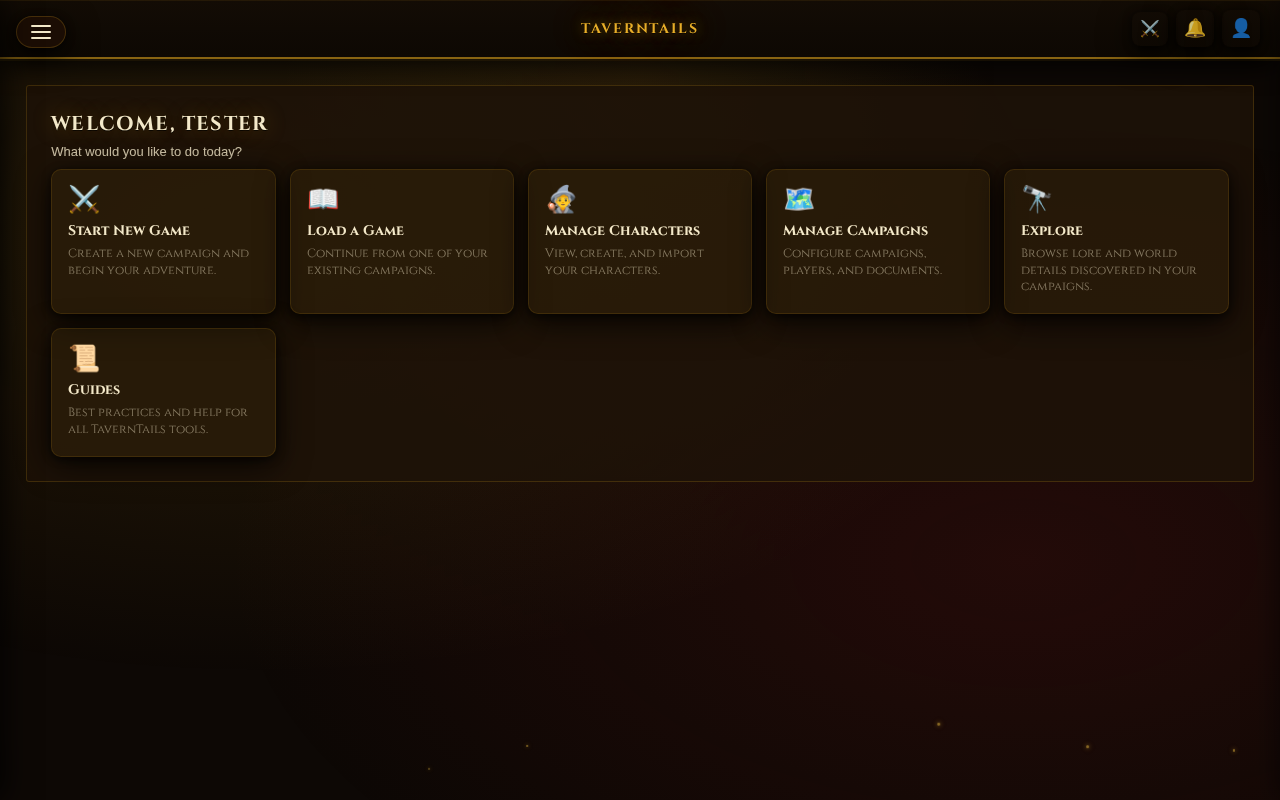 TAVERNTAILS
WELCOME, TESTER
What would you like to do today?
Start New Game
Create a new campaign and
begin your adventure.
Load a Game
Continue from one of your
existing campaigns.
Manage Characters
View, create, and import
your characters.
Manage Campaigns
Configure campaigns,
players, and documents.
Explore
Browse lore and world
details discovered in your
campaigns.
Guides
Best practices and help for
all TavernTails tools.